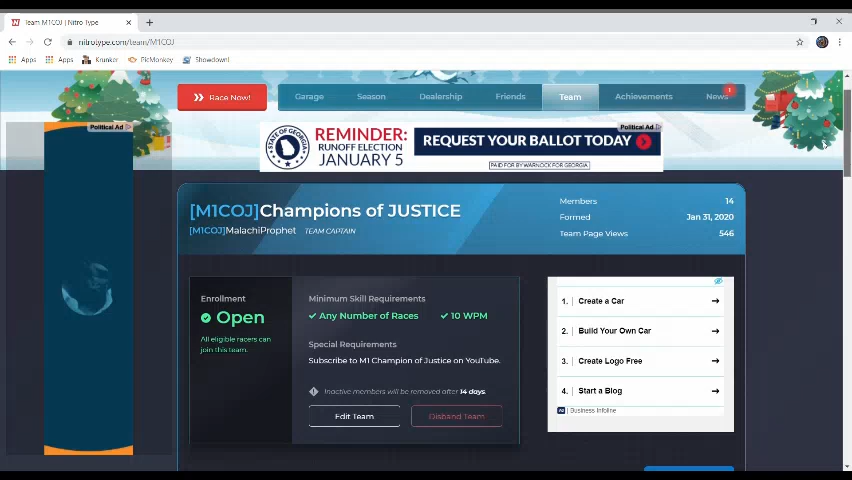 Team M1COJ | Nitro Type
nitrotype.com/team/M1COJ
Apps
Apps
Krunker
PicMonkey
Showdown!
Race Now!
Garage
Season
Dealership
Friends
Team
Achievements
News
1
Political Ad
Political Ad
STATE OF GEORGIA
REMINDER:
RUNOFF ELECTION
JANUARY 5
REQUEST YOUR BALLOT TODAY
PAID FOR BY WARNOCK FOR GEORGIA
[M1COJ]Champions of JUSTICE
[M1COJ]MalachiProphet TEAM CAPTAIN
Members 14
Formed Jan 31, 2020
Team Page Views 546
Enrollment
Open
All eligible racers can
join this team.
Minimum Skill Requirements
Any Number of Races 10 WPM
Special Requirements
Subscribe to M1 Champion of Justice on YouTube.
Inactive members will be removed after 14 days.
Edit Team
Disband Team
1. Create a Car
2. Build Your Own Car
3. Create Logo Free
4. Start a Blog
Ad Business Infoline